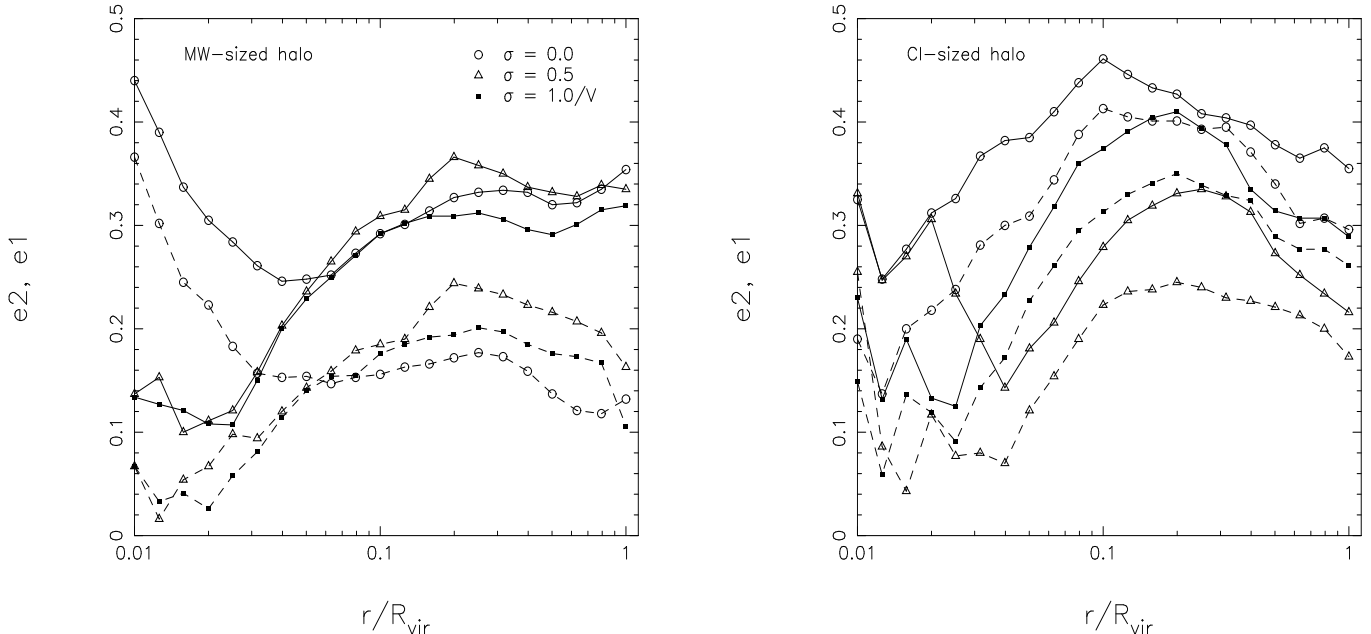 MW-sized halo
σ = 0.0
σ = 0.5
σ = 1.0/V
0.5
0.4
0.3
0.2
0.1
0
e2, e1
0.01
0.1
1
r/R_vir
Cl-sized halo
0.5
0.4
0.3
0.2
0.1
0
e2, e1
0.01
0.1
1
r/R_vir